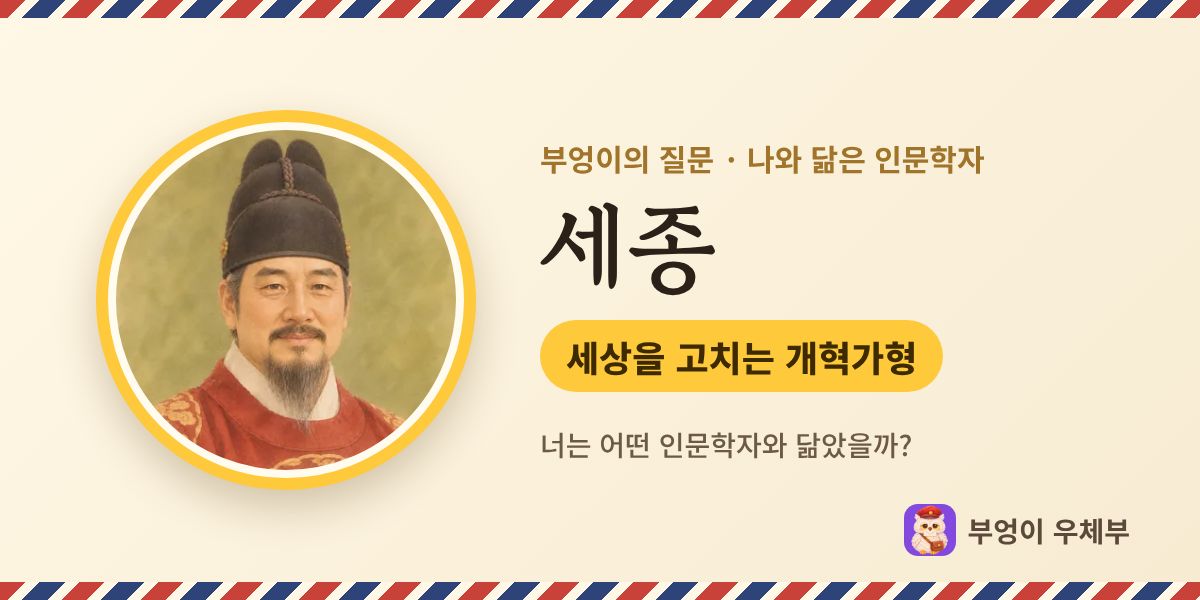 부엉이의 질문 · 나와 닮은 인문학자
세종
세상을 고치는 개혁가형
너는 어떤 인문학자와 닮았을까?
부엉이 우체부